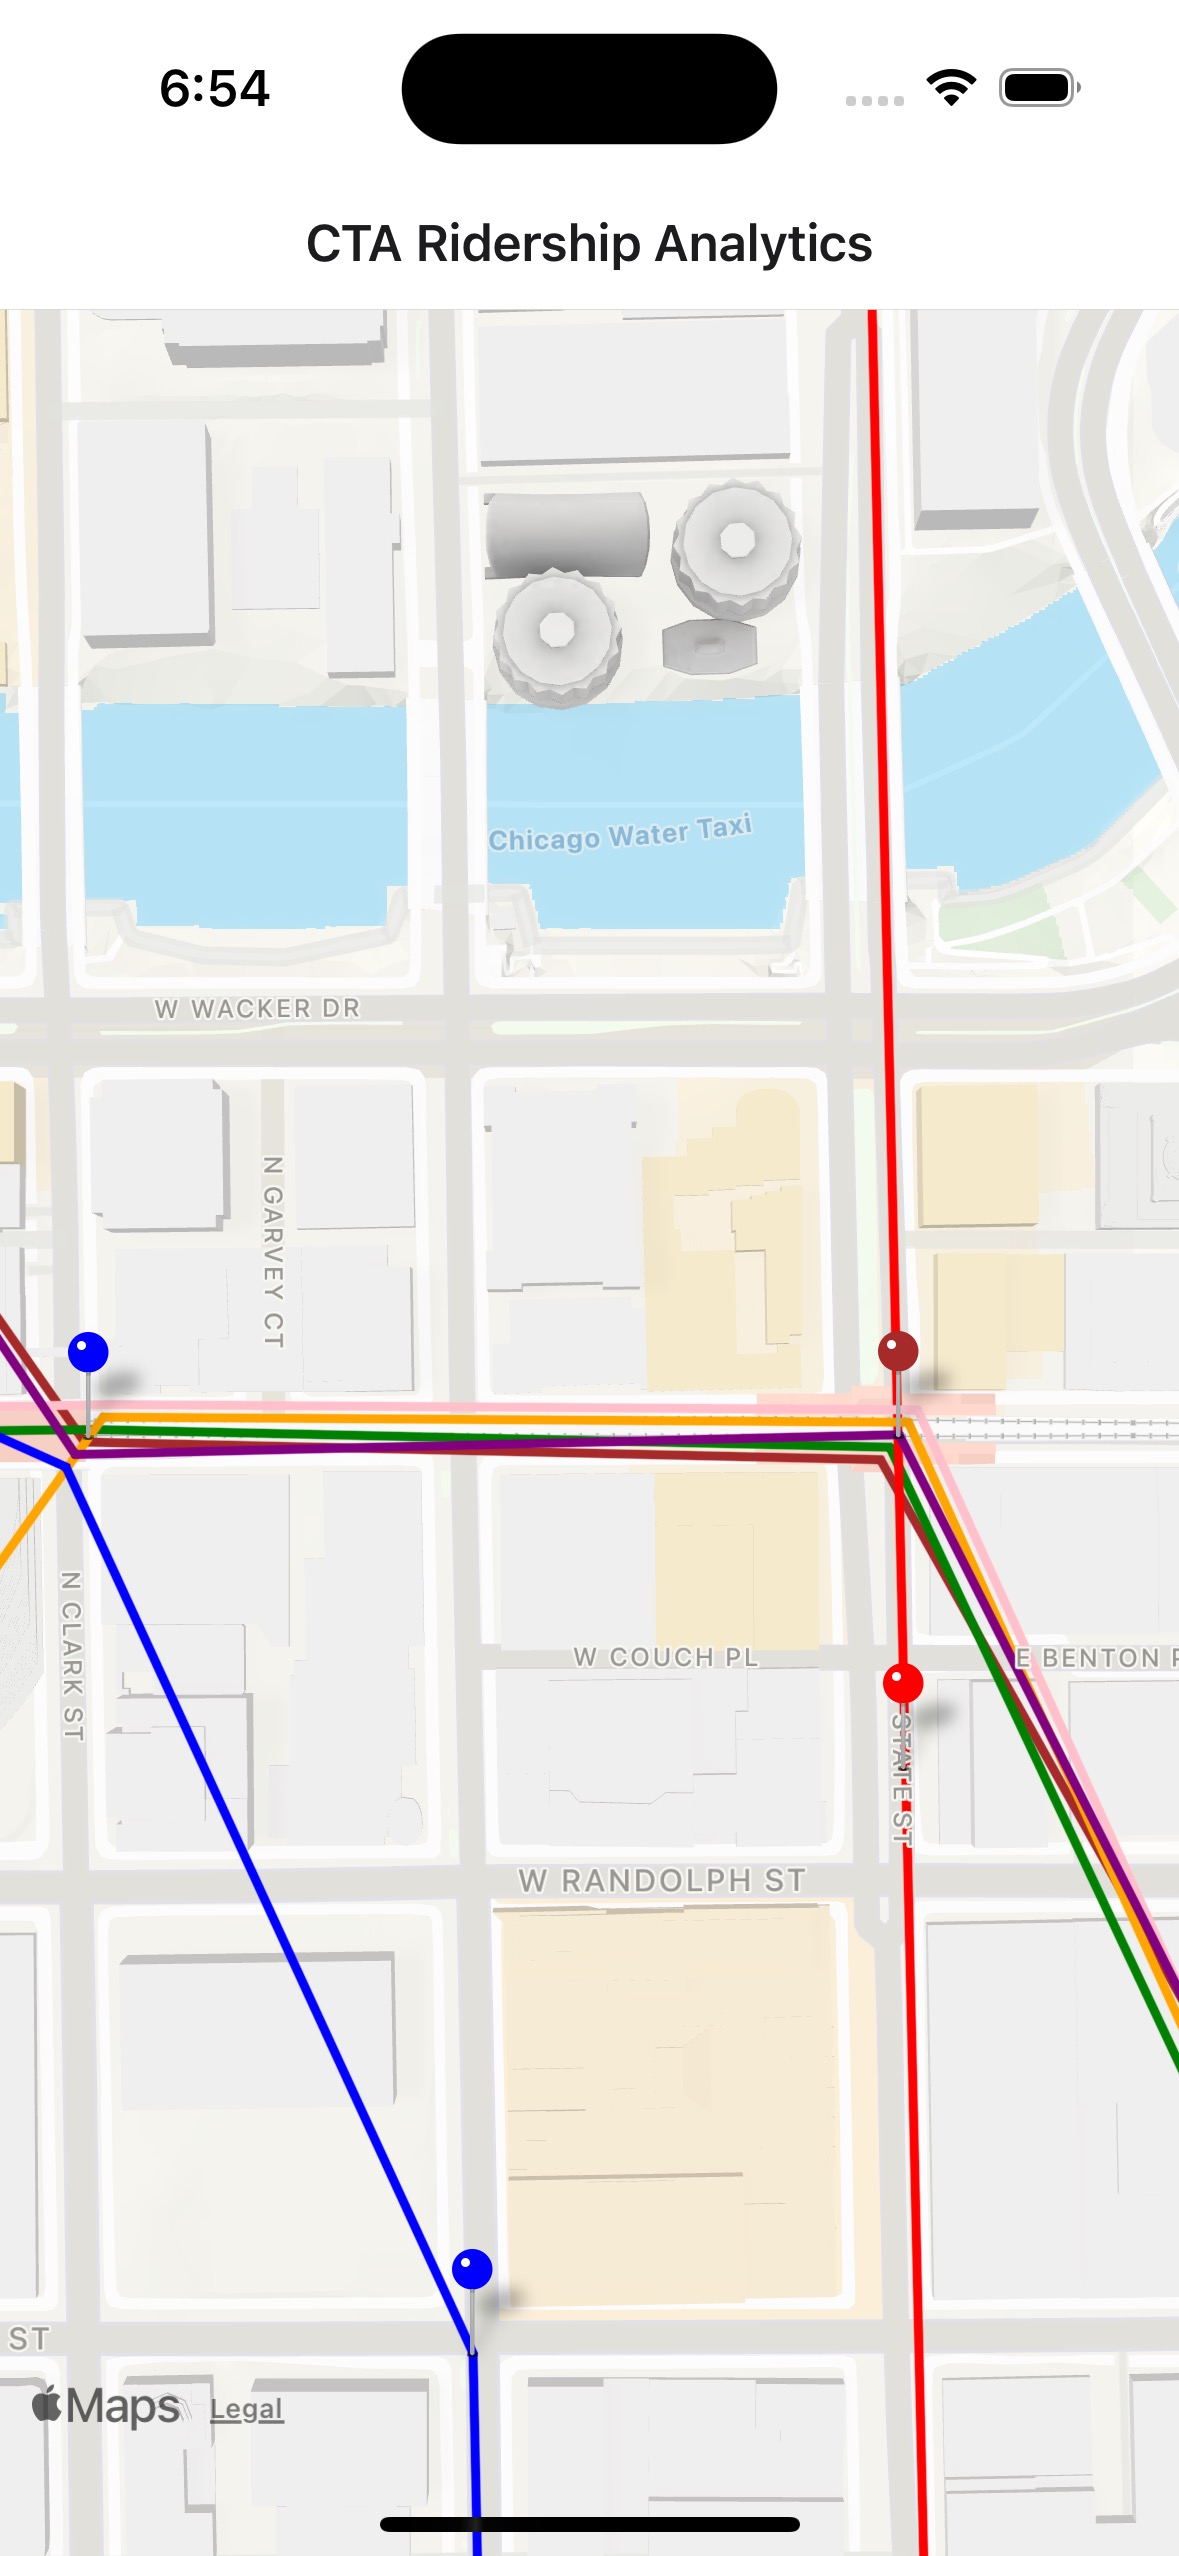 6:54
CTA Ridership Analytics
Chicago Water Taxi
W WACKER DR
N GARVEY CT
N CLARK ST
W COUCH PL
E BENTON P
STATE ST
W RANDOLPH ST
ST
Maps Legal